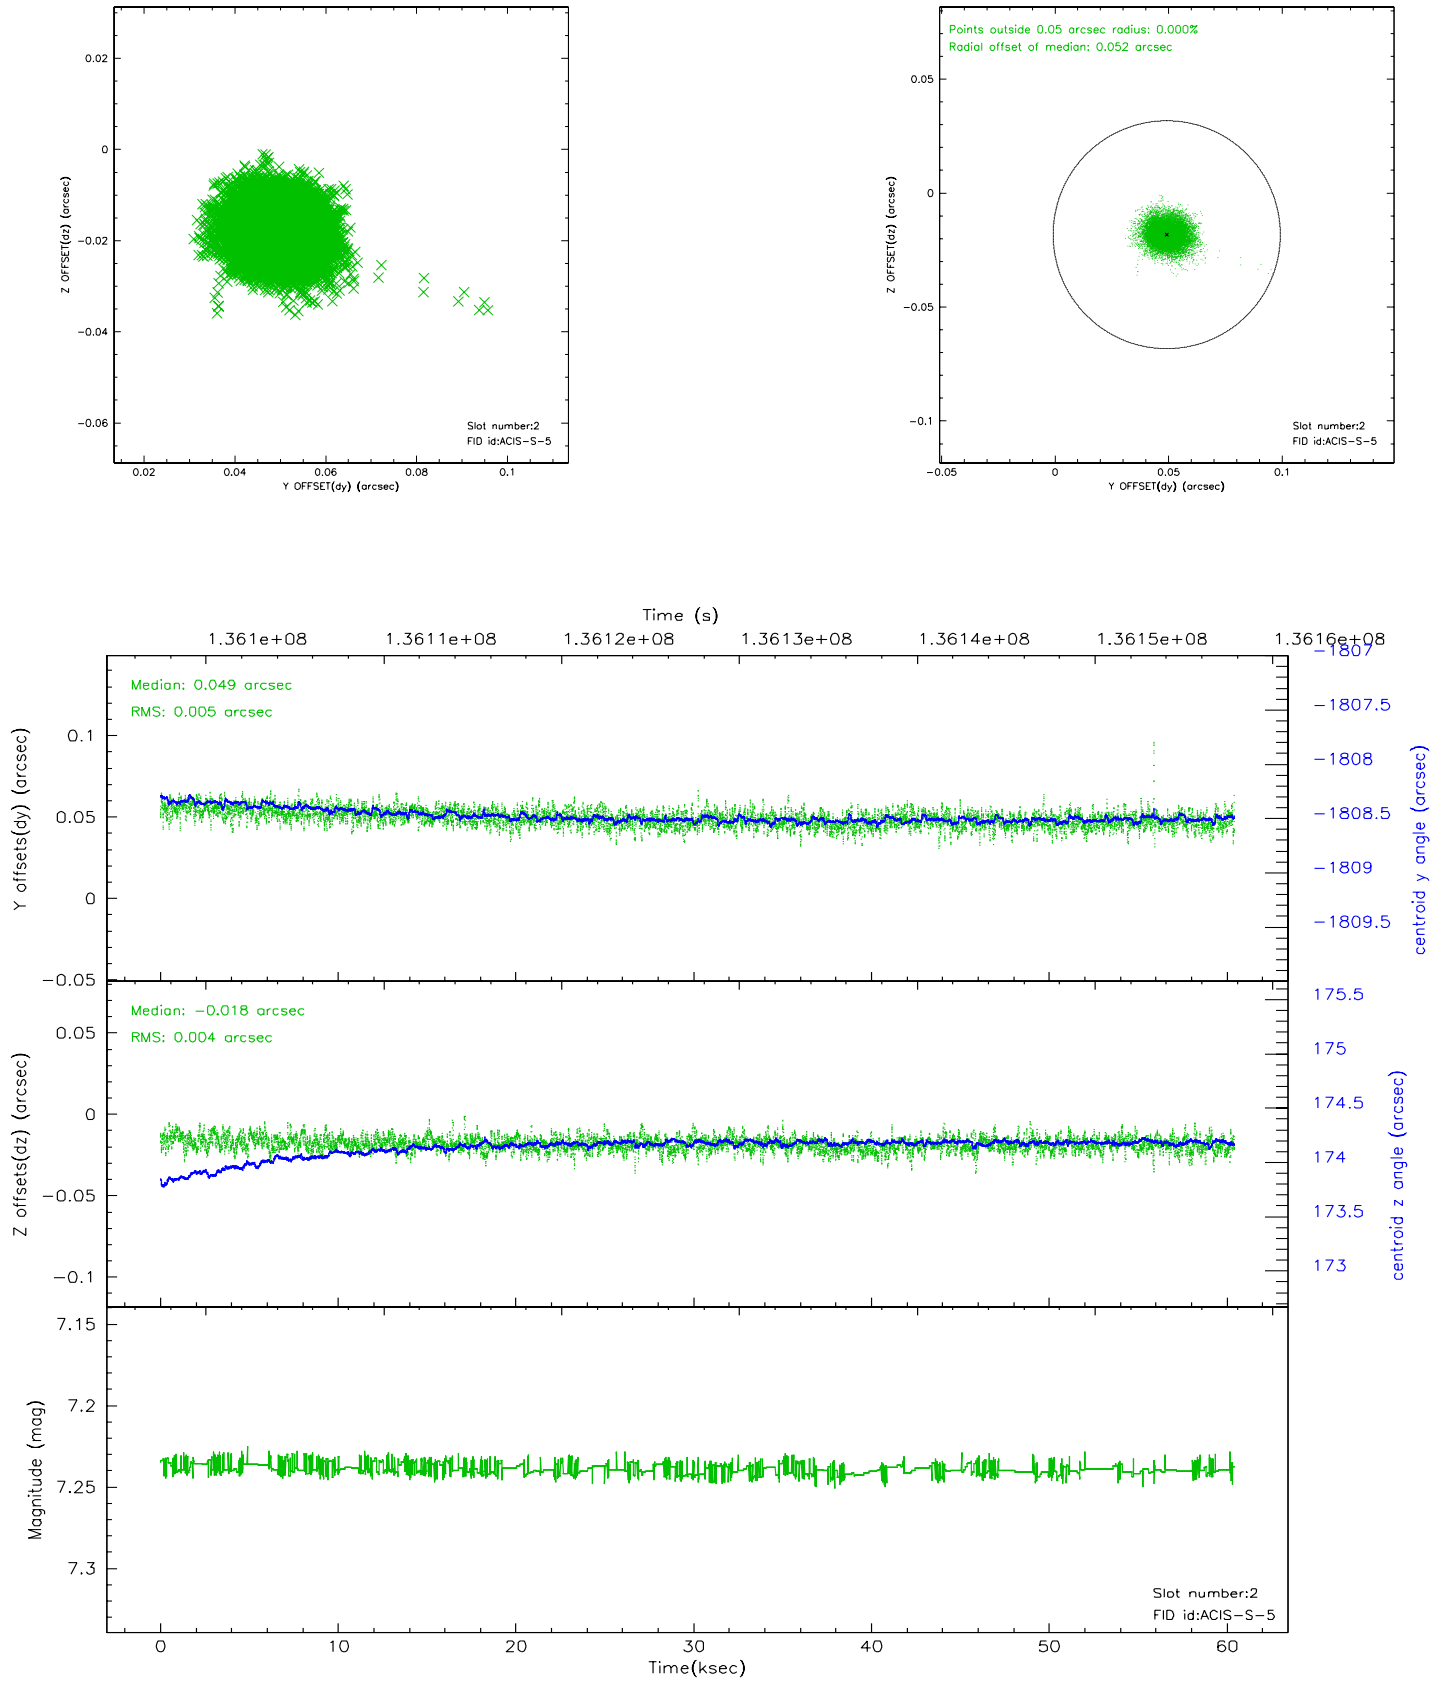 0.02
0
−0.02
−0.04
−0.06
Z OFFSET(dz) (arcsec)
Slot number:2
FID id:ACIS−S−5
0.02 0.04 0.06 0.08 0.1
Y OFFSET(dy) (arcsec)
Points outside 0.05 arcsec radius: 0.000%
Radial offset of median: 0.052 arcsec
0.05
0
−0.05
−0.1
Z OFFSET(dz) (arcsec)
Slot number:2
FID id:ACIS−S−5
−0.05 0 0.05 0.1
Y OFFSET(dy) (arcsec)
Time (s)
1.361e+08 1.3611e+08 1.3612e+08 1.3613e+08 1.3614e+08 1.3615e+08 1.3616e+08
Median: 0.049 arcsec
RMS: 0.005 arcsec
0.1
0.05
0
−0.05
Y offsets(dy) (arcsec)
−1807
−1807.5
−1808
−1808.5
−1809
−1809.5
centroid y angle (arcsec)
Median: −0.018 arcsec
RMS: 0.004 arcsec
0.05
0
−0.05
−0.1
Z offsets(dz) (arcsec)
175.5
175
174.5
174
173.5
173
centroid z angle (arcsec)
7.15
7.2
7.25
7.3
Magnitude (mag)
Slot number:2
FID id:ACIS−S−5
0 10 20 30 40 50 60
Time(ksec)